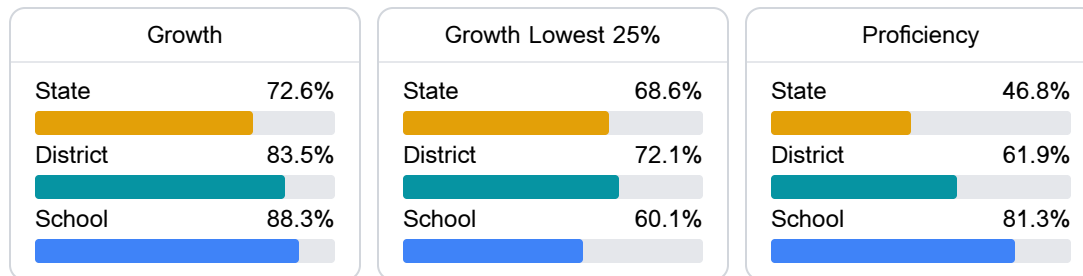 Growth
State 72.6%
District 83.5%
School 88.3%
Growth Lowest 25%
State 68.6%
District 72.1%
School 60.1%
Proficiency
State 46.8%
District 61.9%
School 81.3%